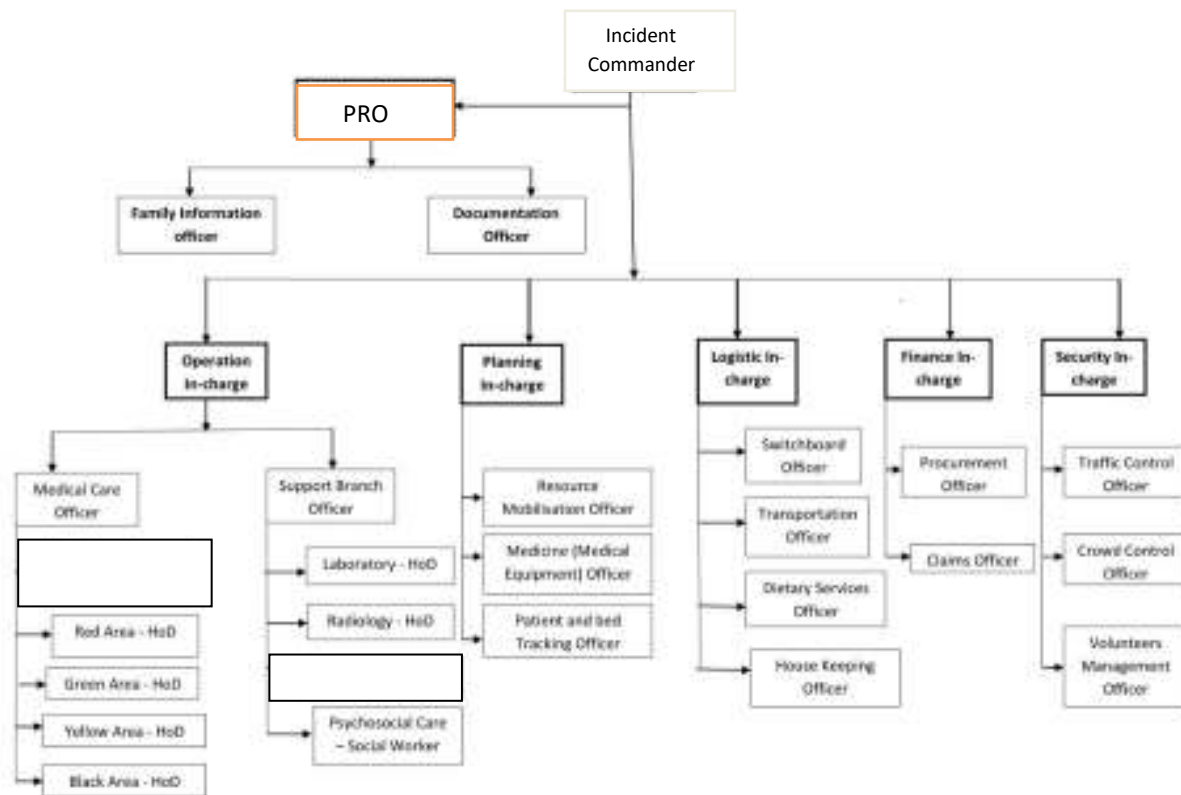 Incident
Commander
PRO
Family Information
officer
Documentation
Officer
Operation
In-charge
Planning
In-charge
Logistic In-
charge
Finance In-
charge
Security In-
charge
Medical Care
Officer
Support Branch
Officer
Laboratory - HoD
Radiology - HoD
Psychosocial Care
– Social Worker
Red Area - HoD
Green Area - HoD
Yellow Area - HoD
Black Area - HoD
Resource
Mobilisation Officer
Medicine (Medical
Equipment) Officer
Patient and bed
Tracking Officer
Switchboard
Officer
Transportation
Officer
Dietary Services
Officer
House Keeping
Officer
Procurement
Officer
Claims Officer
Traffic Control
Officer
Crowd Control
Officer
Volunteers
Management
Officer